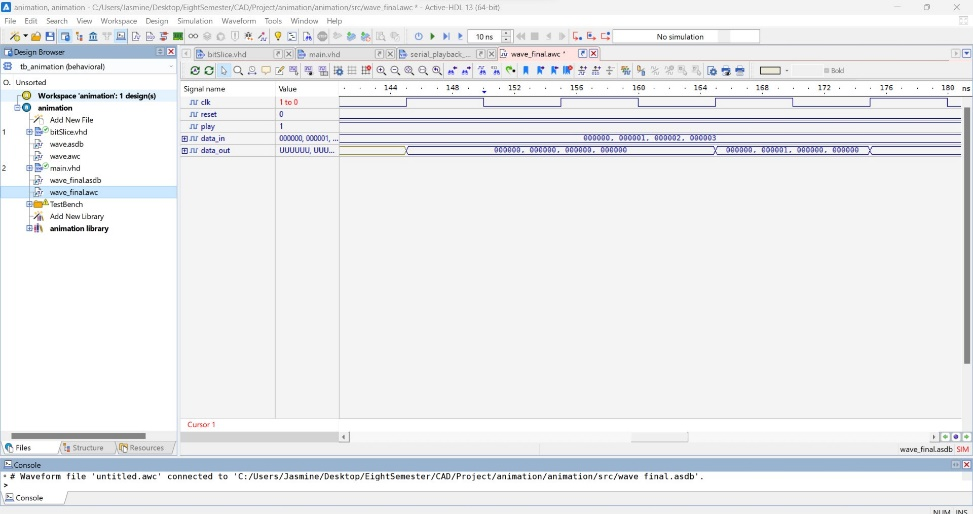 animation, animation - C:/Users/Jasmine/Desktop/EightSemester/CAD/Project/animation/animation/src/wave_final.awc * - Active-HDL 13 (64-bit)
File Edit Search View Workspace Design Simulation Waveform Tools Window Help
10 ns No simulation
Design Browser
bitSlice.vhd main.vhd serial_playback_... wave_final.awc *
tb_animation (behavioral)
Bold
O. Unsorted
Workspace 'animation': 1 design(s)
animation
Add New File
1 bitSlice.vhd
wave.asdb
wave.awc
2 main.vhd
wave_final.asdb
wave_final.awc
TestBench
Add New Library
animation library
Signal name Value 144 148 152 156 160 164 168 172 176 180 ns
clk 1 to 0
reset 0
play 1
data_in 000000, 000001, ... 000000, 000001, 000002, 000003
data_out UUUUUU, UUU... 000000, 000000, 000000, 000000 000000, 000001, 000000, 000000
Cursor 1
Files Structure Resources
wave_final.asdb SIM
Console
# Waveform file 'untitled.awc' connected to 'C:/Users/Jasmine/Desktop/EightSemester/CAD/Project/animation/animation/src/wave_final.asdb'.
>
Console
NUM INS